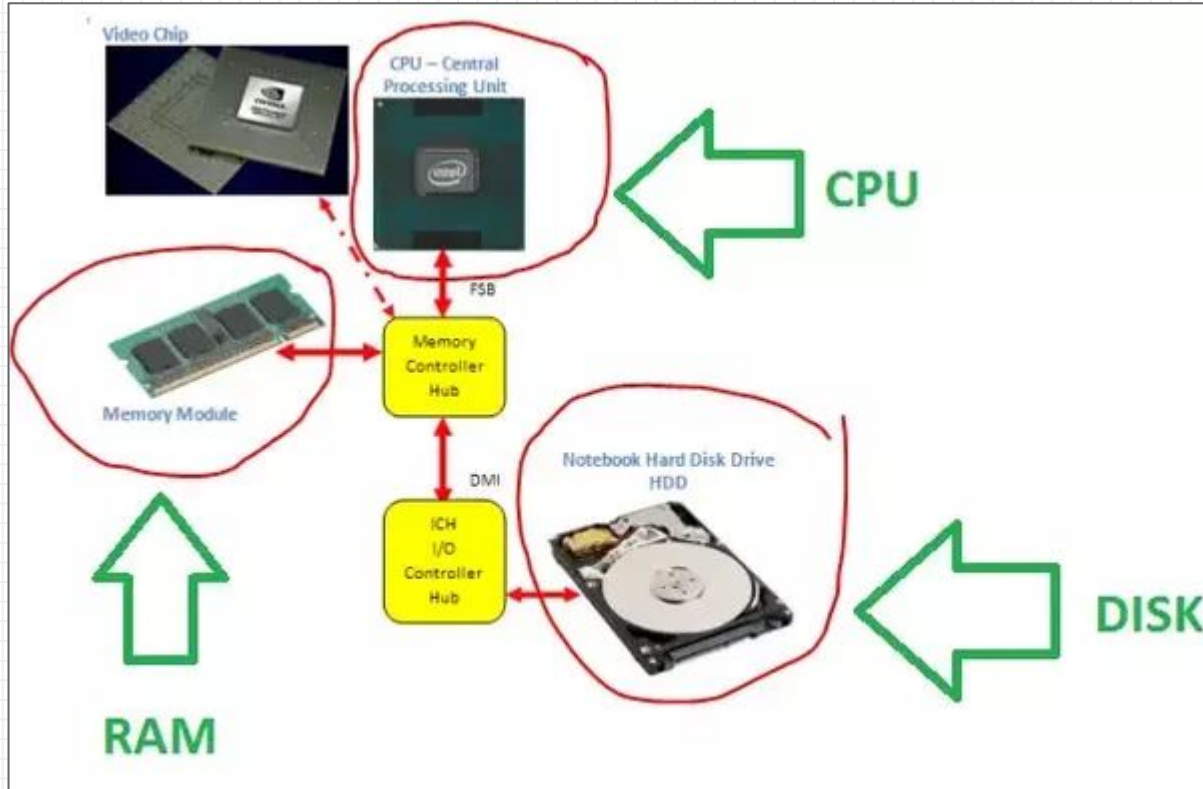 Video Chip
CPU – Central
Processing Unit
intel
CPU
FSB
Memory
Controller
Hub
Memory Module
Notebook Hard Disk Drive
HDD
DMI
ICH
I/O
Controller
Hub
DISK
RAM